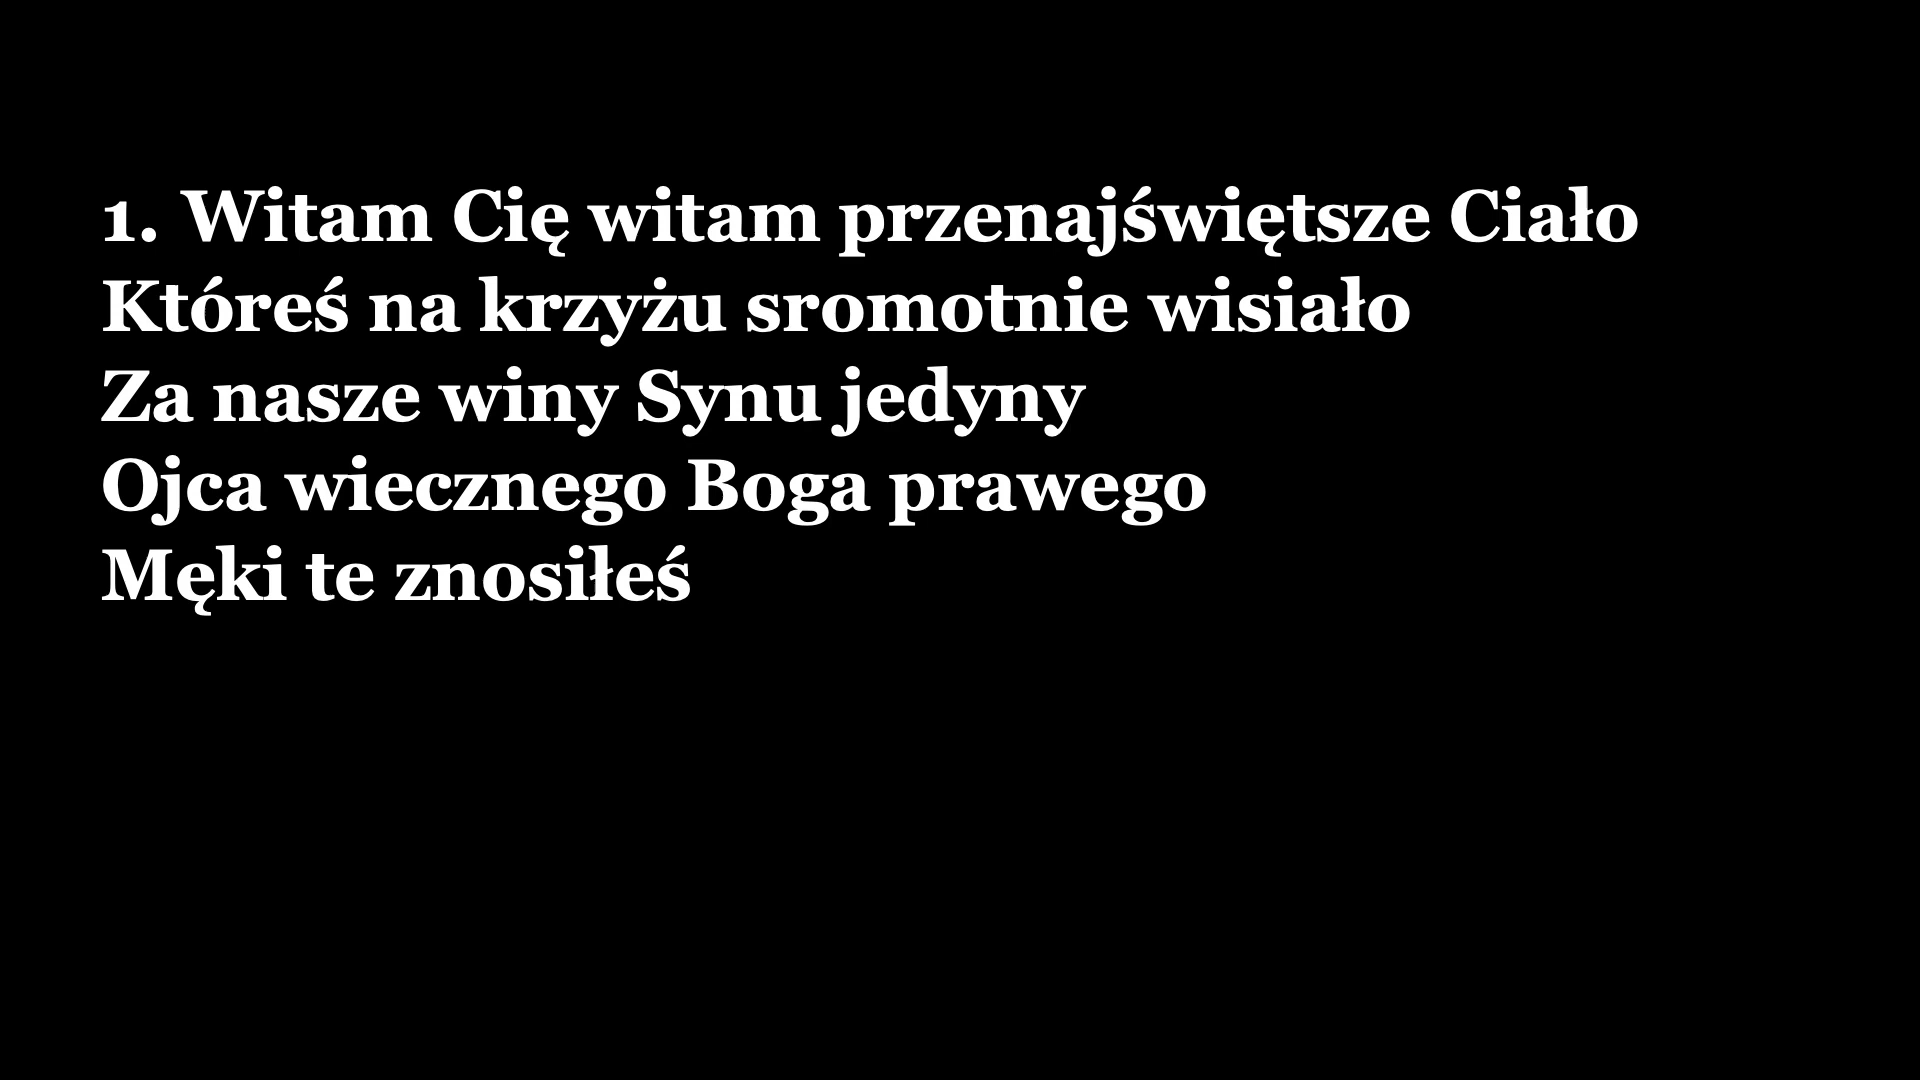 1. Witam Cię witam przenajświętsze Ciało
Któreś na krzyżu sromotnie wisiało
Za nasze winy Synu jedyny
Ojca wiecznego Boga prawego
Męki te znosiłeś